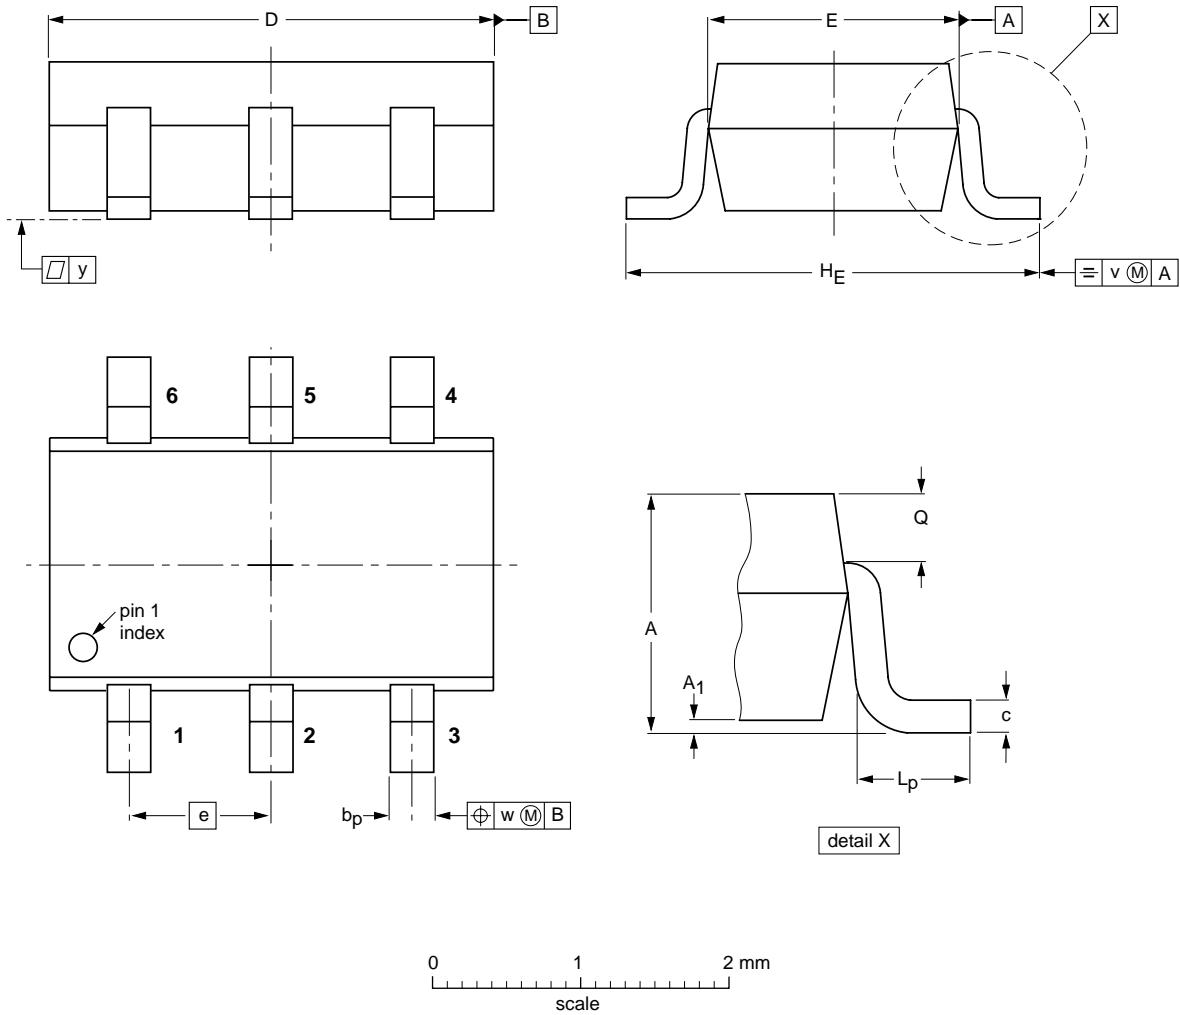 D
B
E
A
X
y
H_E
v Ⓜ A
6
5
4
pin 1
index
1
2
3
e
b_p
w Ⓜ B
Q
A
A_1
c
L_p
detail X
0
1
2 mm
scale